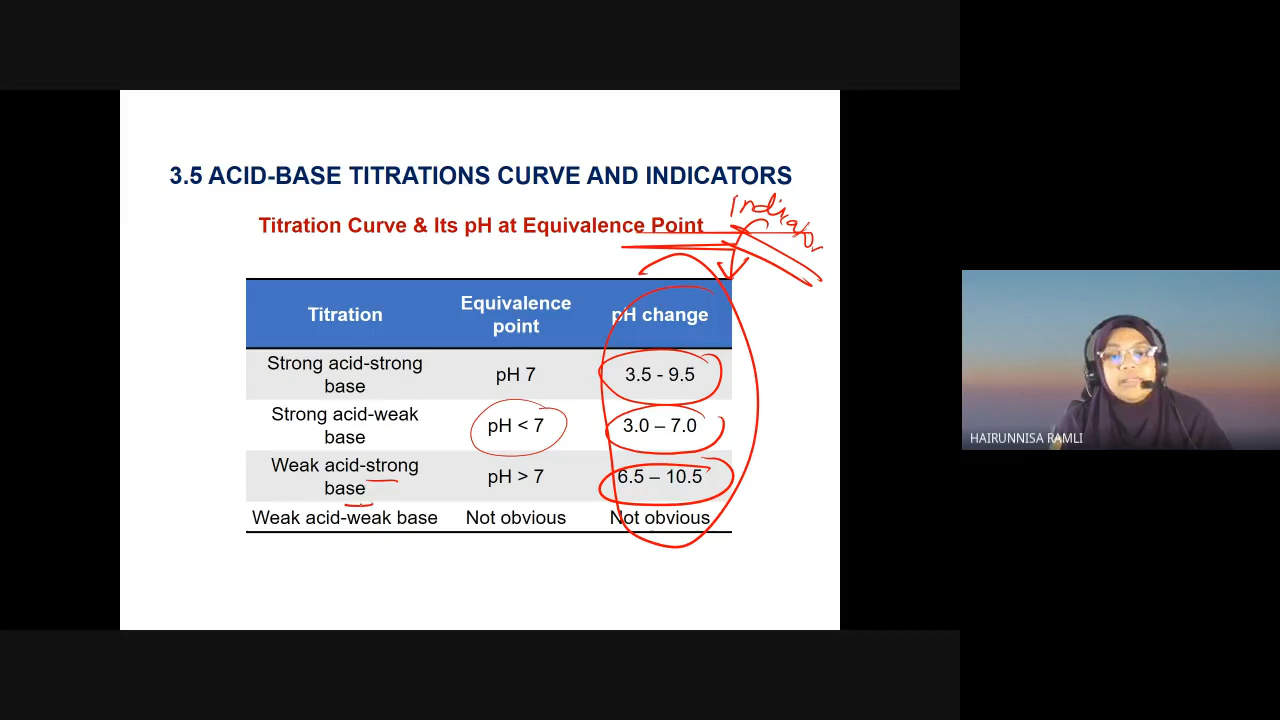 3.5 ACID-BASE TITRATIONS CURVE AND INDICATORS
Indicator
Titration Curve & Its pH at Equivalence Point
Titration
Equivalence
point
pH change
Strong acid-strong
base
pH 7
3.5 - 9.5
Strong acid-weak
base
pH < 7
3.0 – 7.0
Weak acid-strong
base
pH > 7
6.5 – 10.5
Weak acid-weak base
Not obvious
Not obvious
HAIRUNNISA RAMLI